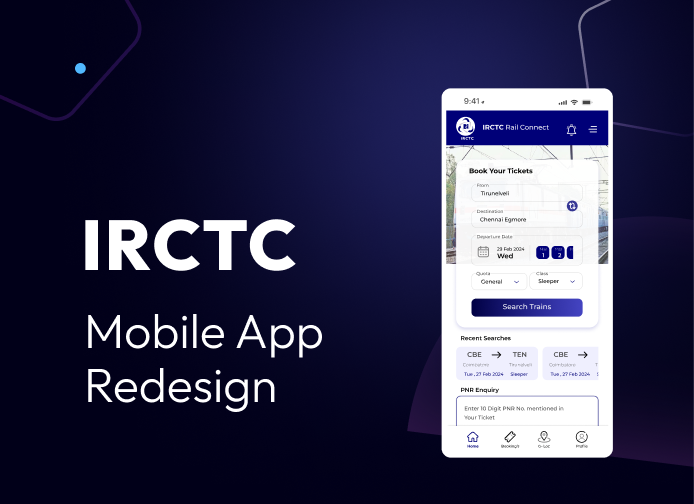 IRCTC
Mobile App
Redesign
9:41
IRCTC
IRCTC Rail Connect
Book Your Tickets
From
Tirunelveli
Destination
Chennai Egmore
Departure Date
29 Feb 2024
Wed
1
2
Quota
General
Class
Sleeper
Search Trains
Recent Searches
CBE TEN
Coimbatore Tirunelveli
Tue, 27 Feb 2024 Sleeper
CBE
Coimbatore T
Tue, 27 Feb 2024 S
PNR Enquiry
Enter 10 Digit PNR No. mentioned in
Your Ticket
Home
Profile